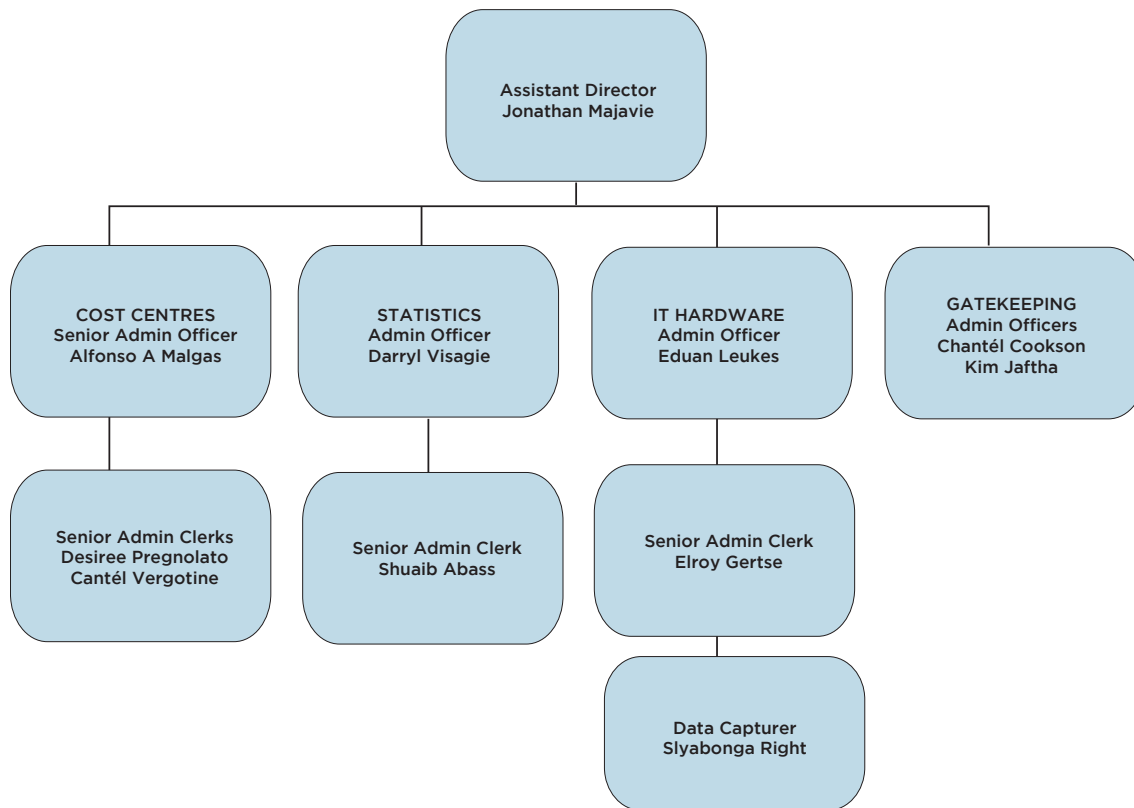 Assistant Director
Jonathan Majavie
COST CENTRES
Senior Admin Officer
Alfonso A Malgas
STATISTICS
Admin Officer
Darryl Visagie
IT HARDWARE
Admin Officer
Eduan Leukes
GATEKEEPING
Admin Officers
Chantél Cookson
Kim Jaftha
Senior Admin Clerks
Desiree Pregnolato
Cantél Vergotine
Senior Admin Clerk
Shuaib Abass
Senior Admin Clerk
Elroy Gertse
Data Capturer
Slyabonga Right